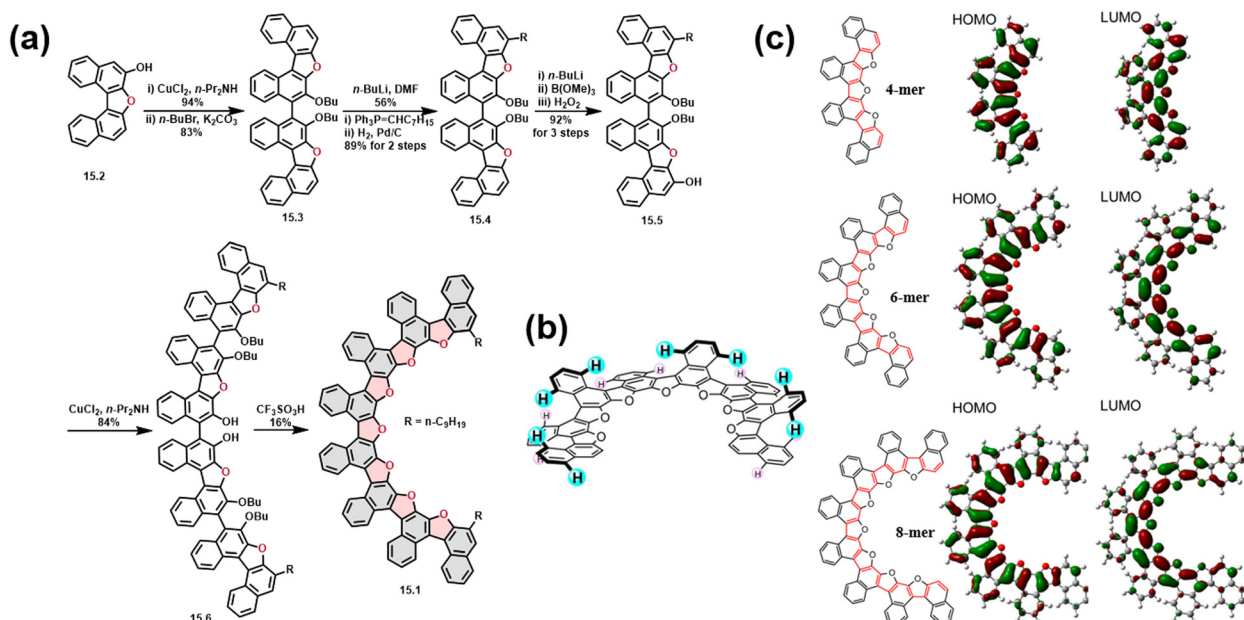 (a)
OH
O
15.2
i) CuCl₂, n-Pr₂NH
94%
ii) n-BuBr, K₂CO₃
83%
O
OBu
OBu
O
15.3
n-BuLi, DMF
56%
i) Ph₃P=CHC₇H₁₅
ii) H₂, Pd/C
89% for 2 steps
R
O
OBu
OBu
O
15.4
i) n-BuLi
ii) B(OMe)₃
iii) H₂O₂
92%
for 3 steps
R
O
OBu
OBu
O
OH
15.5
CuCl₂, n-Pr₂NH
84%
R
O
OBu
OBu
O
OH
OH
O
OBu
OBu
O
R
15.6
CF₃SO₃H
16%
R
O
O
O
O
O
O
O
R
R = n-C₉H₁₉
15.1
(b)
H
H
H
H
H
H
H
H
H
H
H
H
H
O
O
O
O
O
O
O
(c)
4-mer
O
O
O
HOMO
LUMO
6-mer
O
O
O
O
O
HOMO
LUMO
8-mer
O
O
O
O
O
O
O
HOMO
LUMO